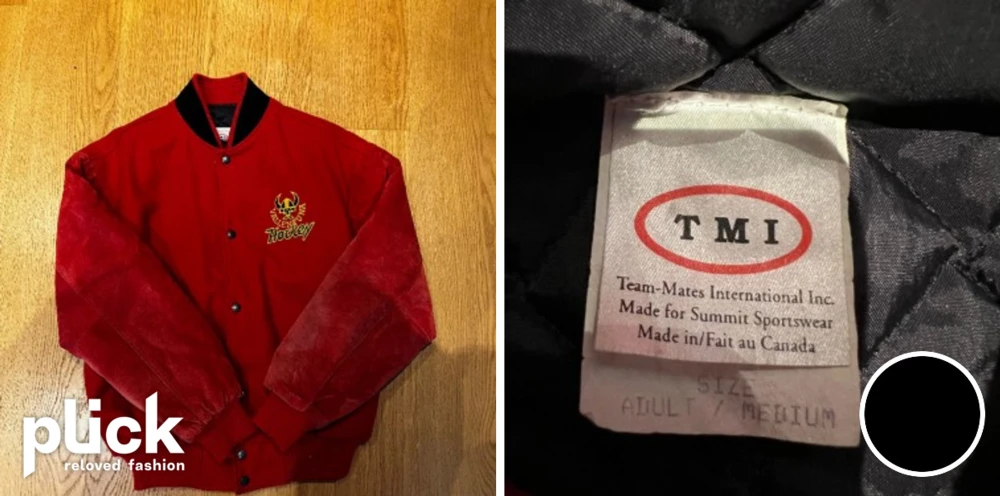 Hockey
plick
reloved fashion
TMI
Team-Mates International Inc.
Made for Summit Sportswear
Made in/Fait au Canada
SIZE
ADULT / MEDIUM